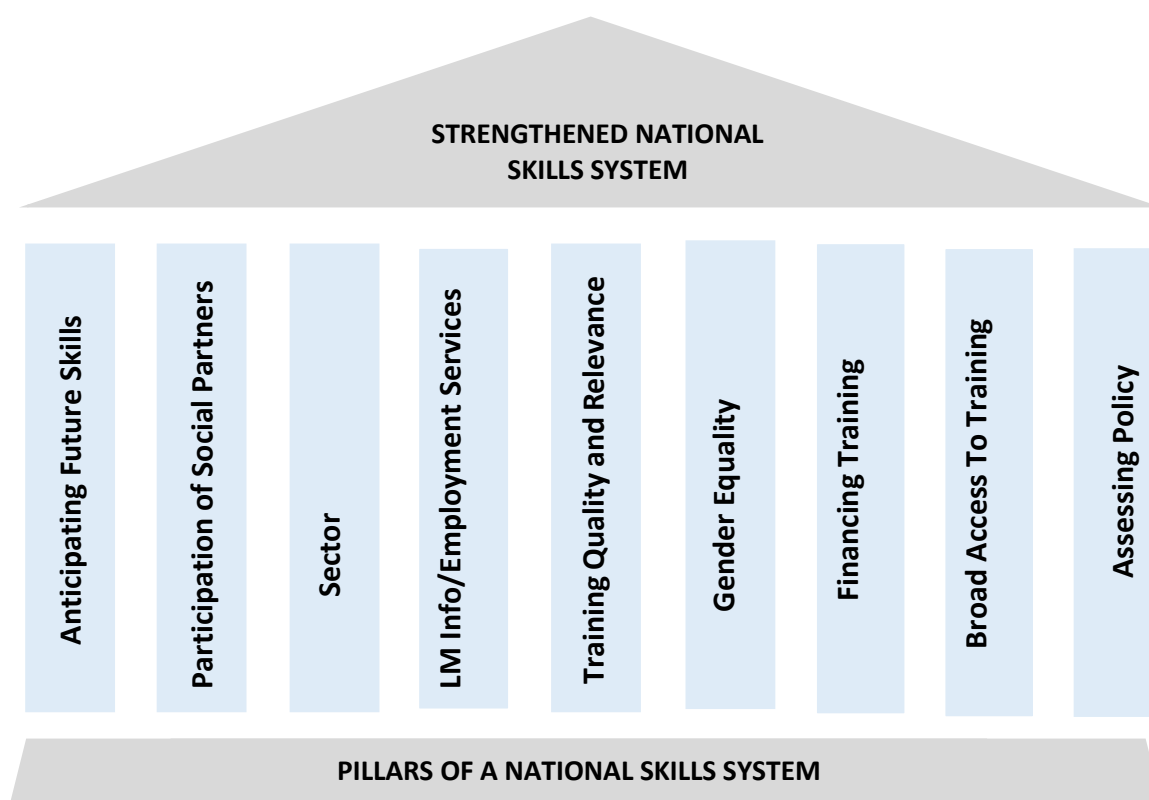 STRENGTHENED NATIONAL
SKILLS SYSTEM
Anticipating Future Skills
Participation of Social Partners
Sector
LM Info/Employment Services
Training Quality and Relevance
Gender Equality
Financing Training
Broad Access To Training
Assessing Policy
PILLARS OF A NATIONAL SKILLS SYSTEM